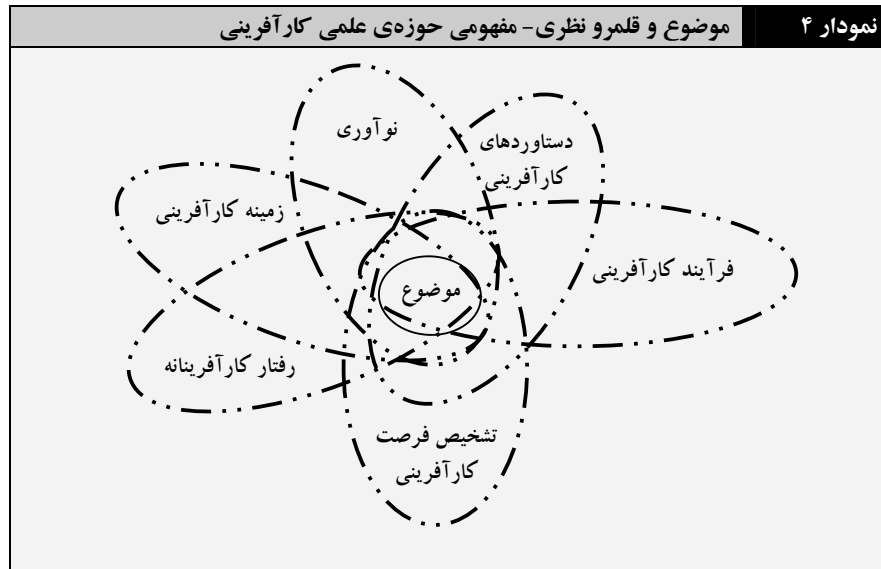 نمودار ۴ موضوع و قلمرو نظری- مفهومی حوزه‌ی علمی کارآفرینی
نوآوری
دستاوردهای
کارآفرینی
زمینه کارآفرینی
فرآیند کارآفرینی
موضوع
رفتار کارآفرینانه
تشخیص فرصت
کارآفرینی